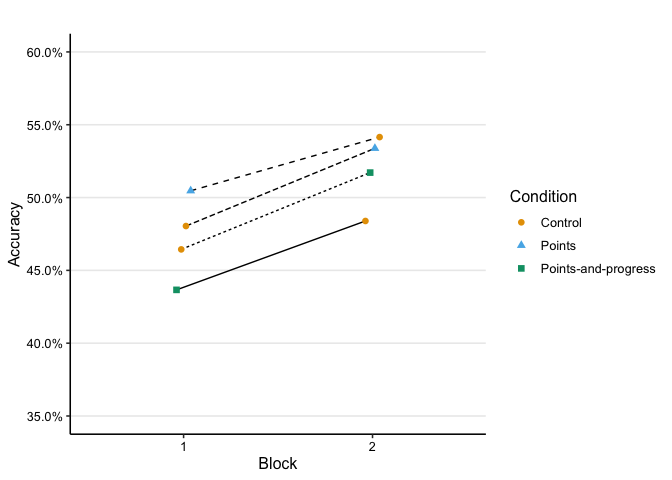 60.0%
55.0%
50.0%
45.0%
40.0%
35.0%
Accuracy
1
2
Block
Condition
Control
Points
Points-and-progress